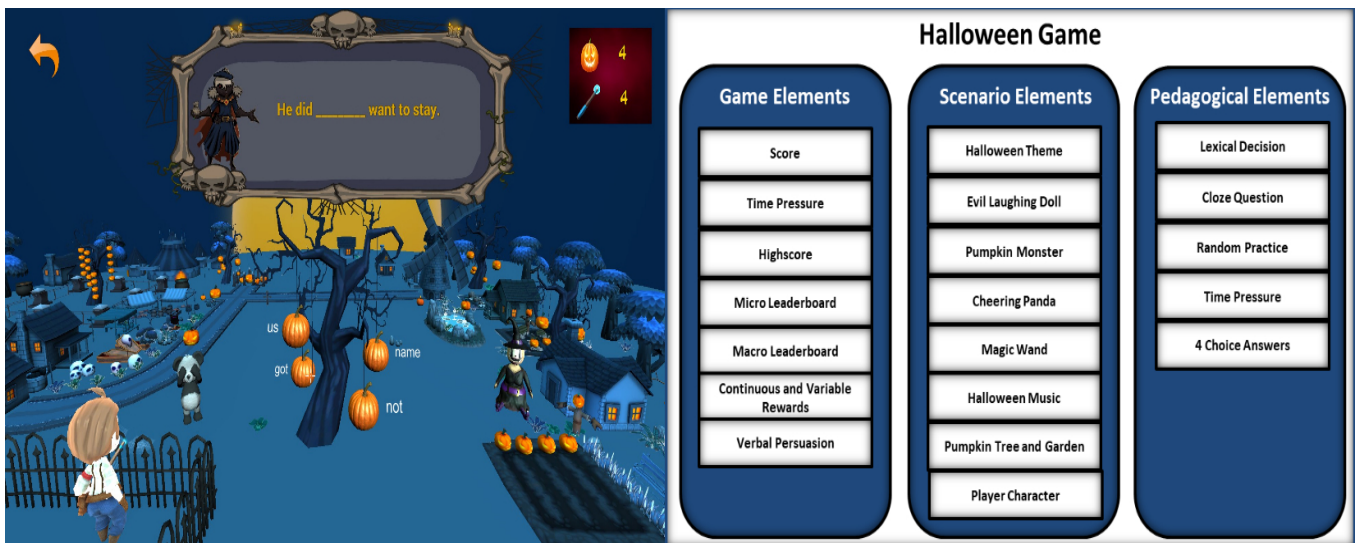 He did ________ want to stay.
4
4
us
name
got
not
Halloween Game
Game Elements
Score
Time Pressure
Highscore
Micro Leaderboard
Macro Leaderboard
Continuous and Variable
Rewards
Verbal Persuasion
Scenario Elements
Halloween Theme
Evil Laughing Doll
Pumpkin Monster
Cheering Panda
Magic Wand
Halloween Music
Pumpkin Tree and Garden
Player Character
Pedagogical Elements
Lexical Decision
Cloze Question
Random Practice
Time Pressure
4 Choice Answers